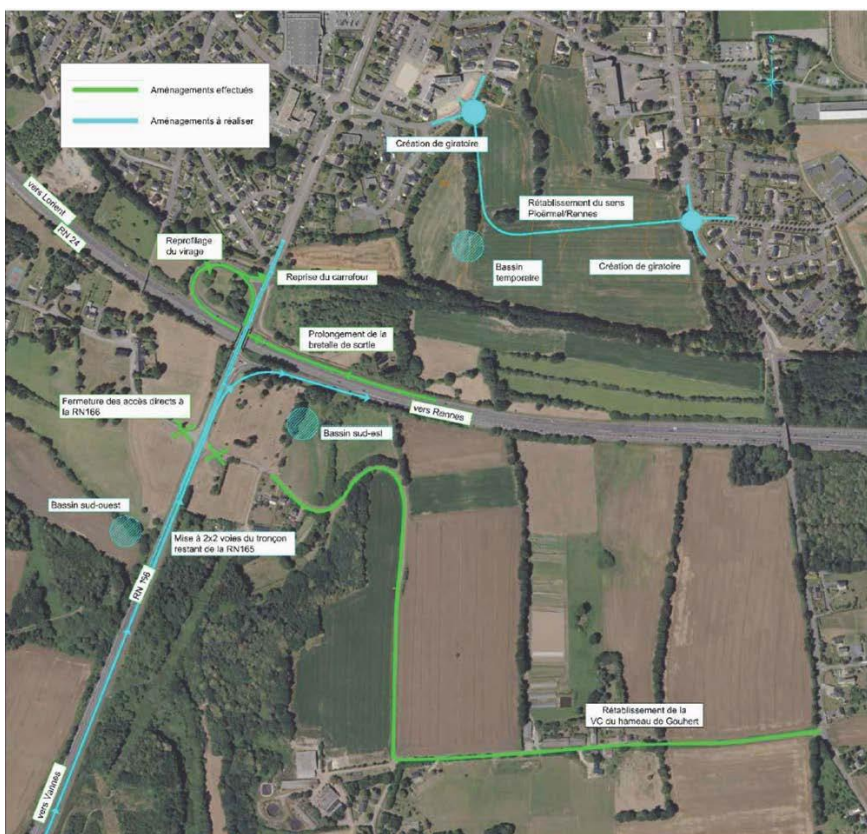 Aménagements effectués
Aménagements à réaliser
Création de giratoire
vers Lorient
RN 24
Rétablissement du sens
Ploërmel/Rennes
Reprofilage
du virage
Reprise du carrefour
Bassin
temporaire
Création de giratoire
Prolongement de la
bretelle de sortie
Fermeture des accès directs à
la RN166
vers Rennes
Bassin sud-est
Bassin sud-ouest
Mise à 2x2 voies du tronçon
restant de la RN165
RN 196
Rétablissement de la
VC du hameau de Gouhert
vers Vannes